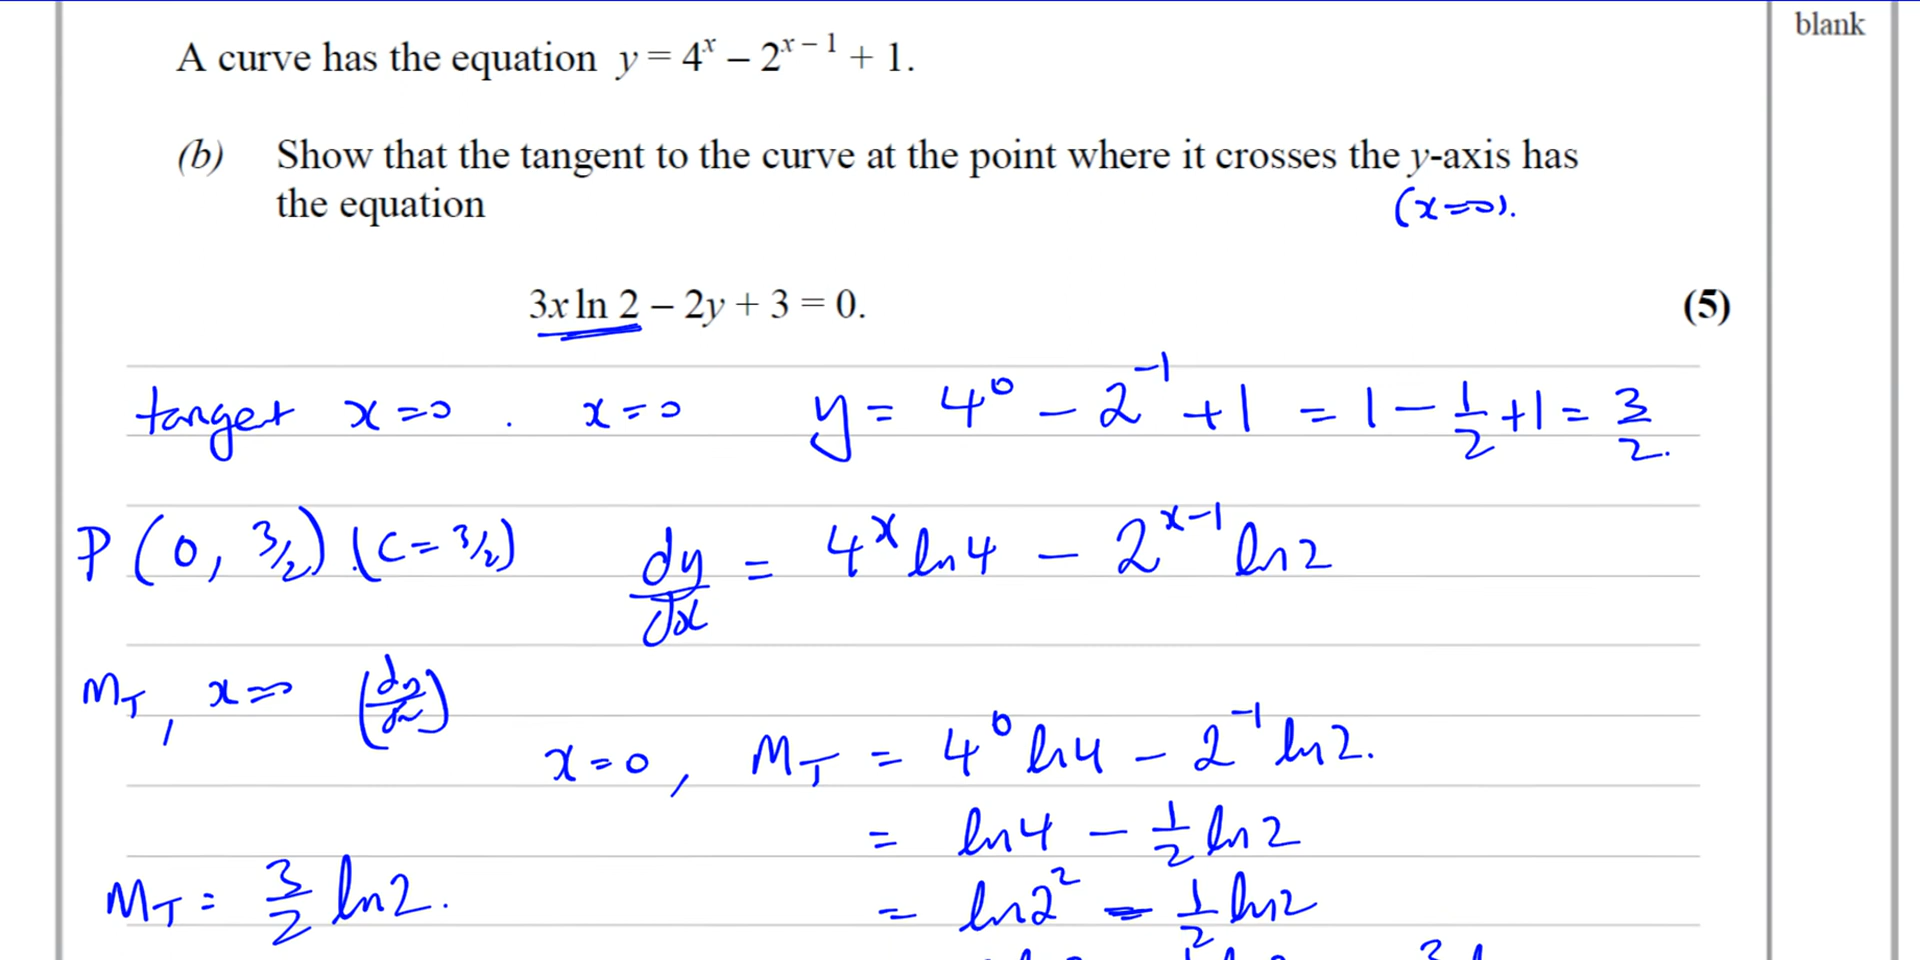 blank
A curve has the equation y = 4^x – 2^(x – 1) + 1.
(b) Show that the tangent to the curve at the point where it crosses the y-axis has
the equation
(x=0).
3x ln 2 – 2y + 3 = 0.
(5)
tanget x=0 . x=0 y = 4^0 – 2^-1 +1 = 1 – 1/2 +1 = 3/2.
P (0, 3/2) (c = 3/2) dy/dx = 4^x ln4 – 2^(x-1) ln2
M_T, x=0 (dy/dx)
x=0, M_T = 4^0 ln4 – 2^-1 ln2.
= ln4 – 1/2 ln2
M_T = 3/2 ln2.
= ln2^2 – 1/2 ln2